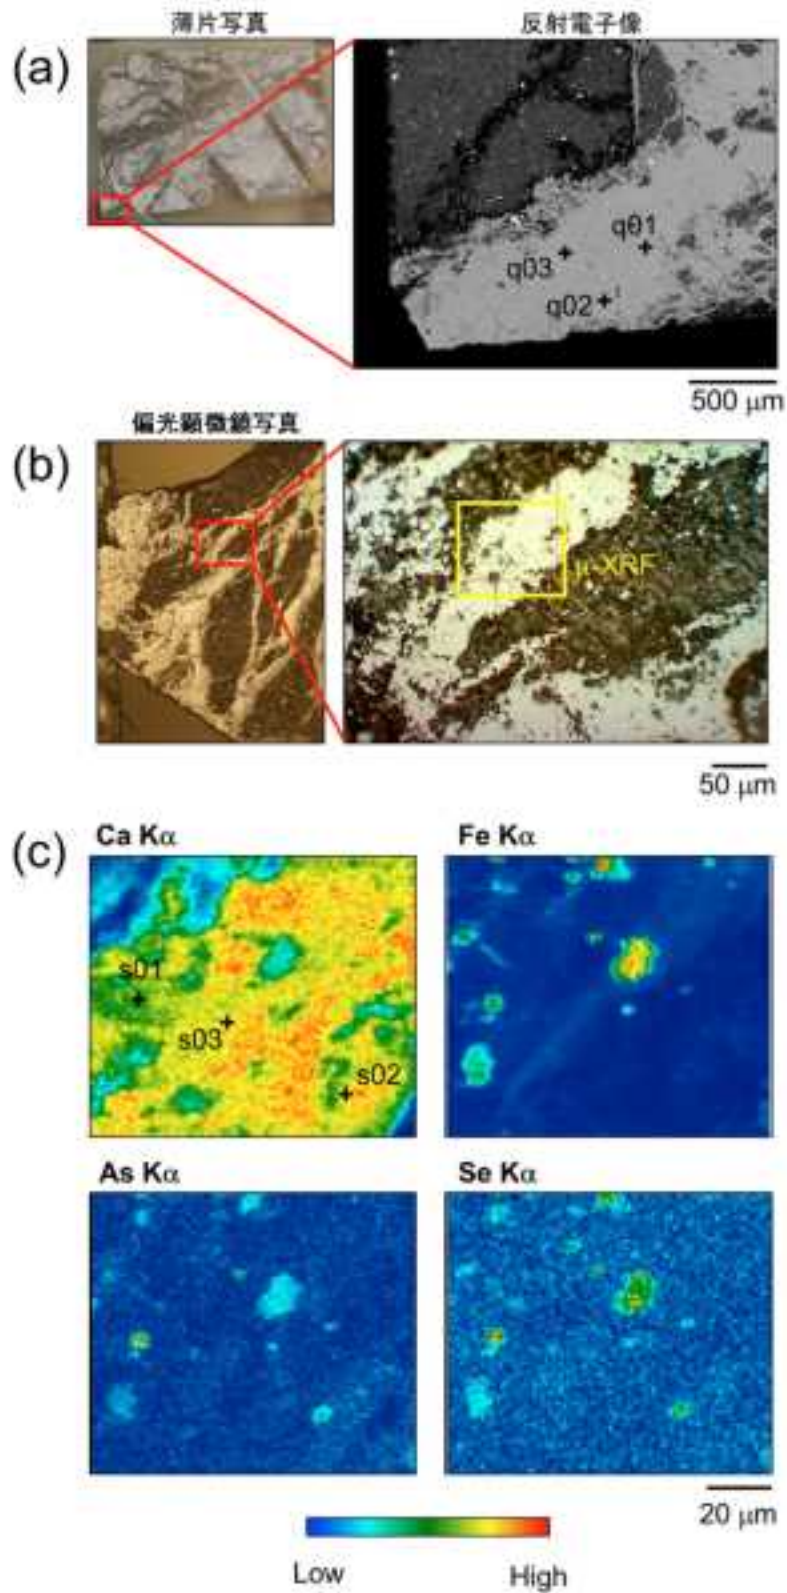 薄片写真
反射電子像
(a)
q01
q03
q02
500 μm
偏光顕微鏡写真
(b)
μ-XRF
50 μm
(c)
Ca Kα
Fe Kα
s01
s03
s02
As Kα
Se Kα
20 μm
Low
High